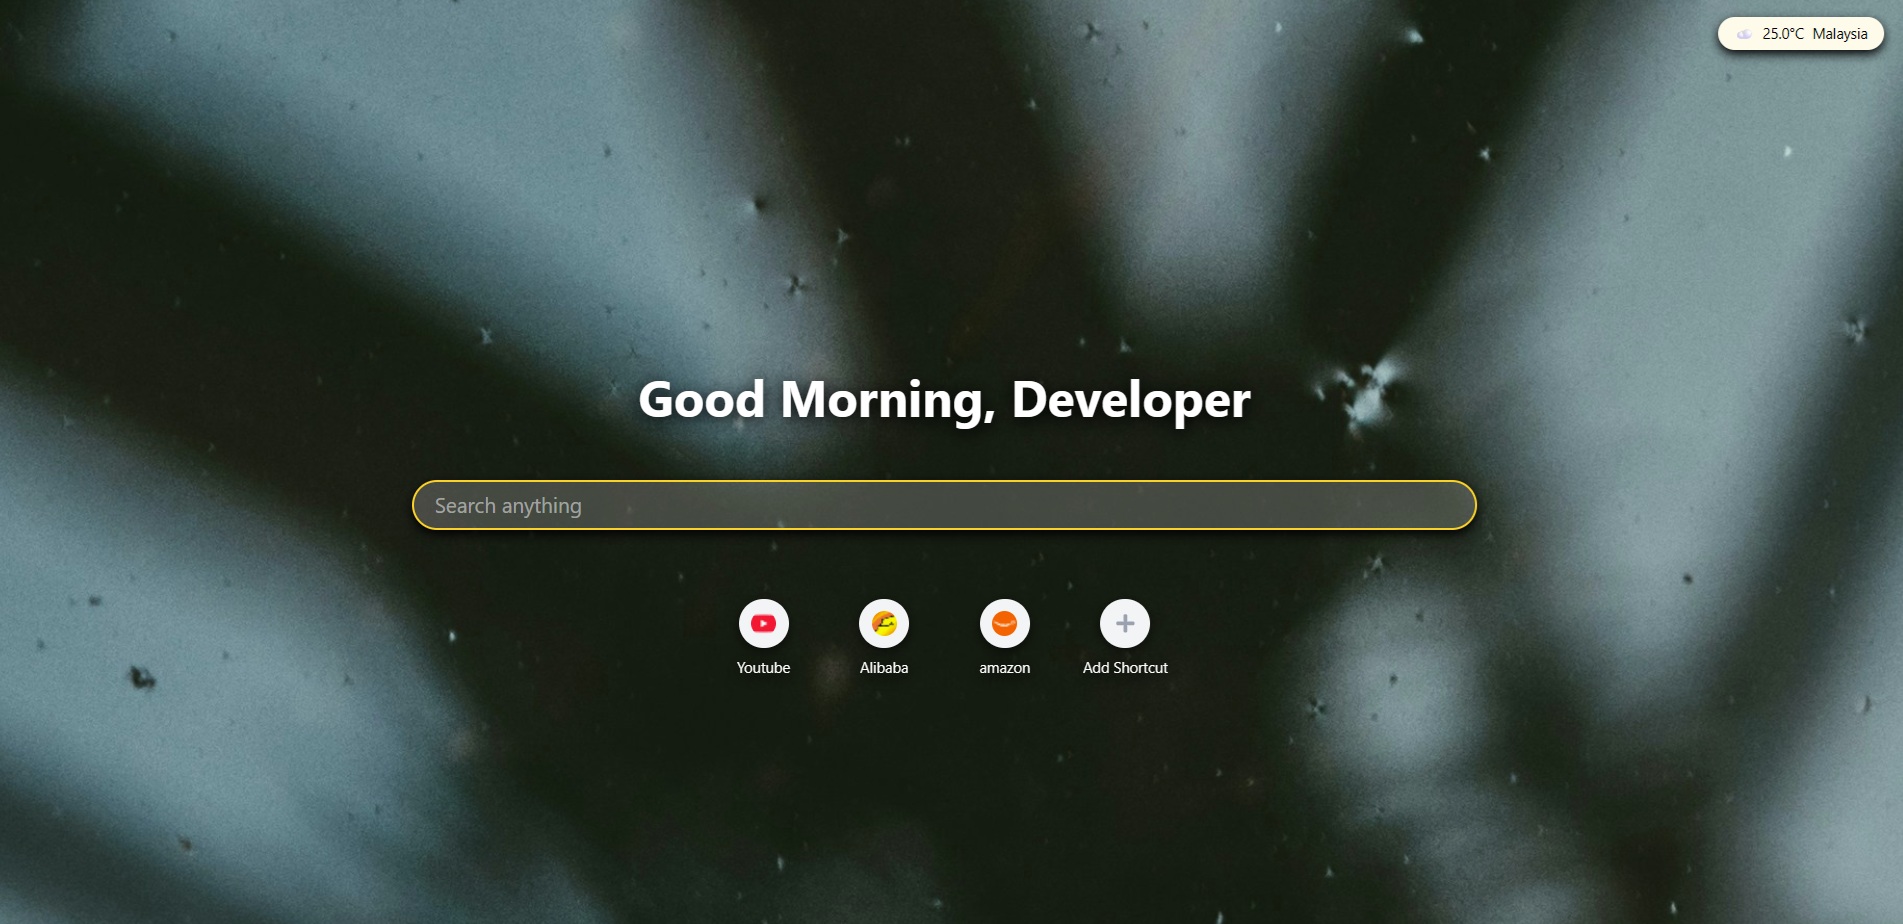 25.0°C Malaysia
Good Morning, Developer
Search anything
Youtube
Alibaba
amazon
Add Shortcut